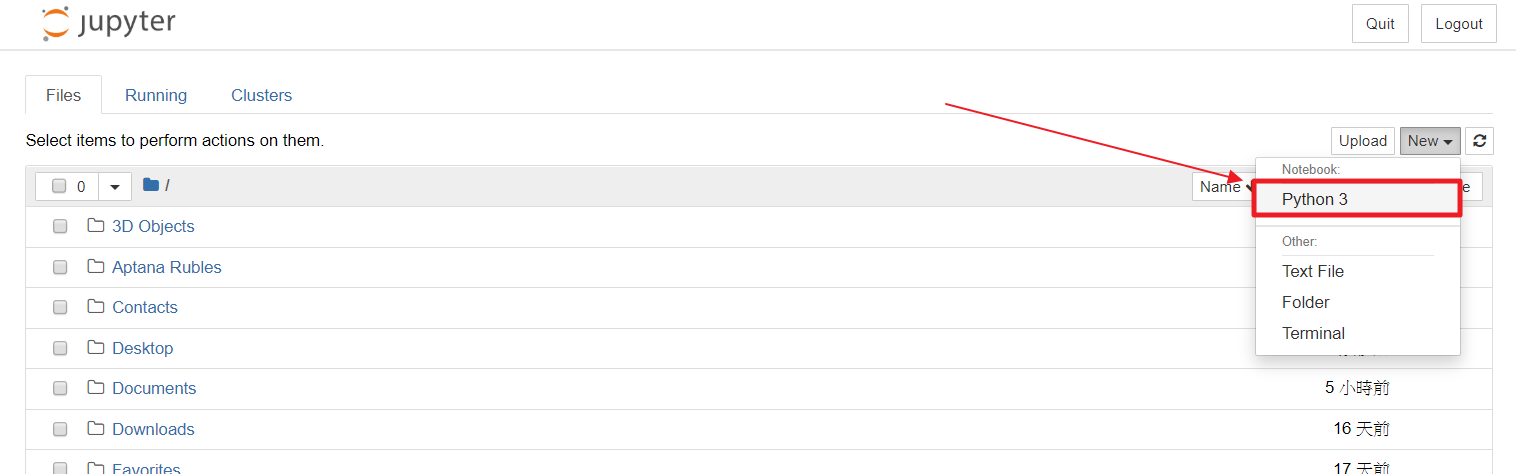 jupyter
Quit
Logout
Files
Running
Clusters
Select items to perform actions on them.
Upload
New
0
/
Name
e
Notebook:
Python 3
Other:
Text File
Folder
Terminal
3D Objects
Aptana Rubles
Contacts
Desktop
Documents
5 小時前
Downloads
16 天前
Favorites
17 天前